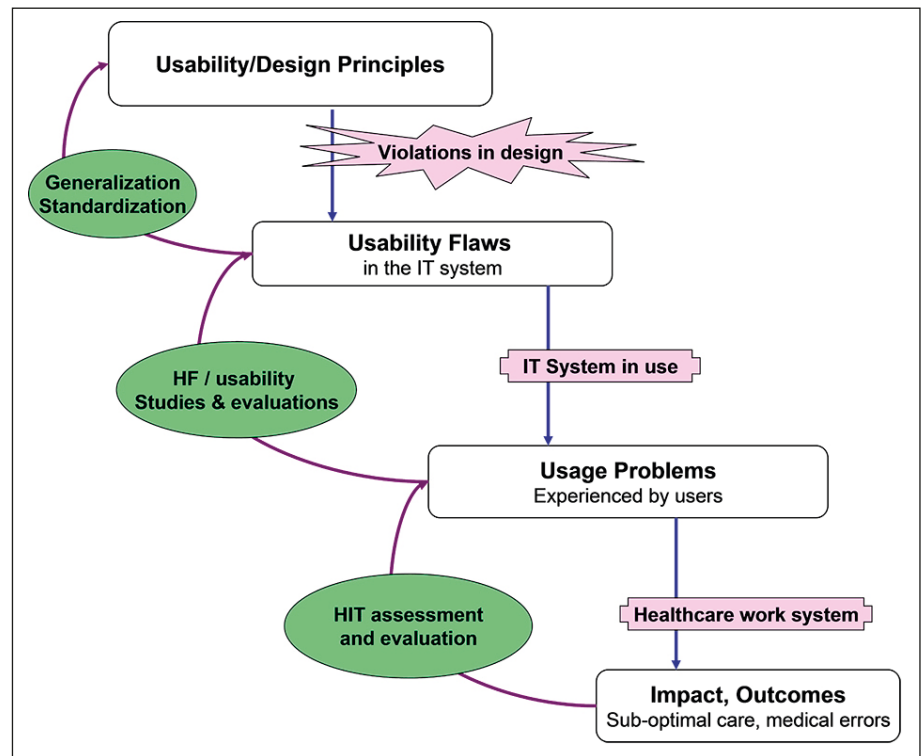 Usability/Design Principles
Violations in design
Generalization
Standardization
Usability Flaws
in the IT system
HF / usability
Studies & evaluations
IT System in use
Usage Problems
Experienced by users
HIT assessment
and evaluation
Healthcare work system
Impact, Outcomes
Sub-optimal care, medical errors